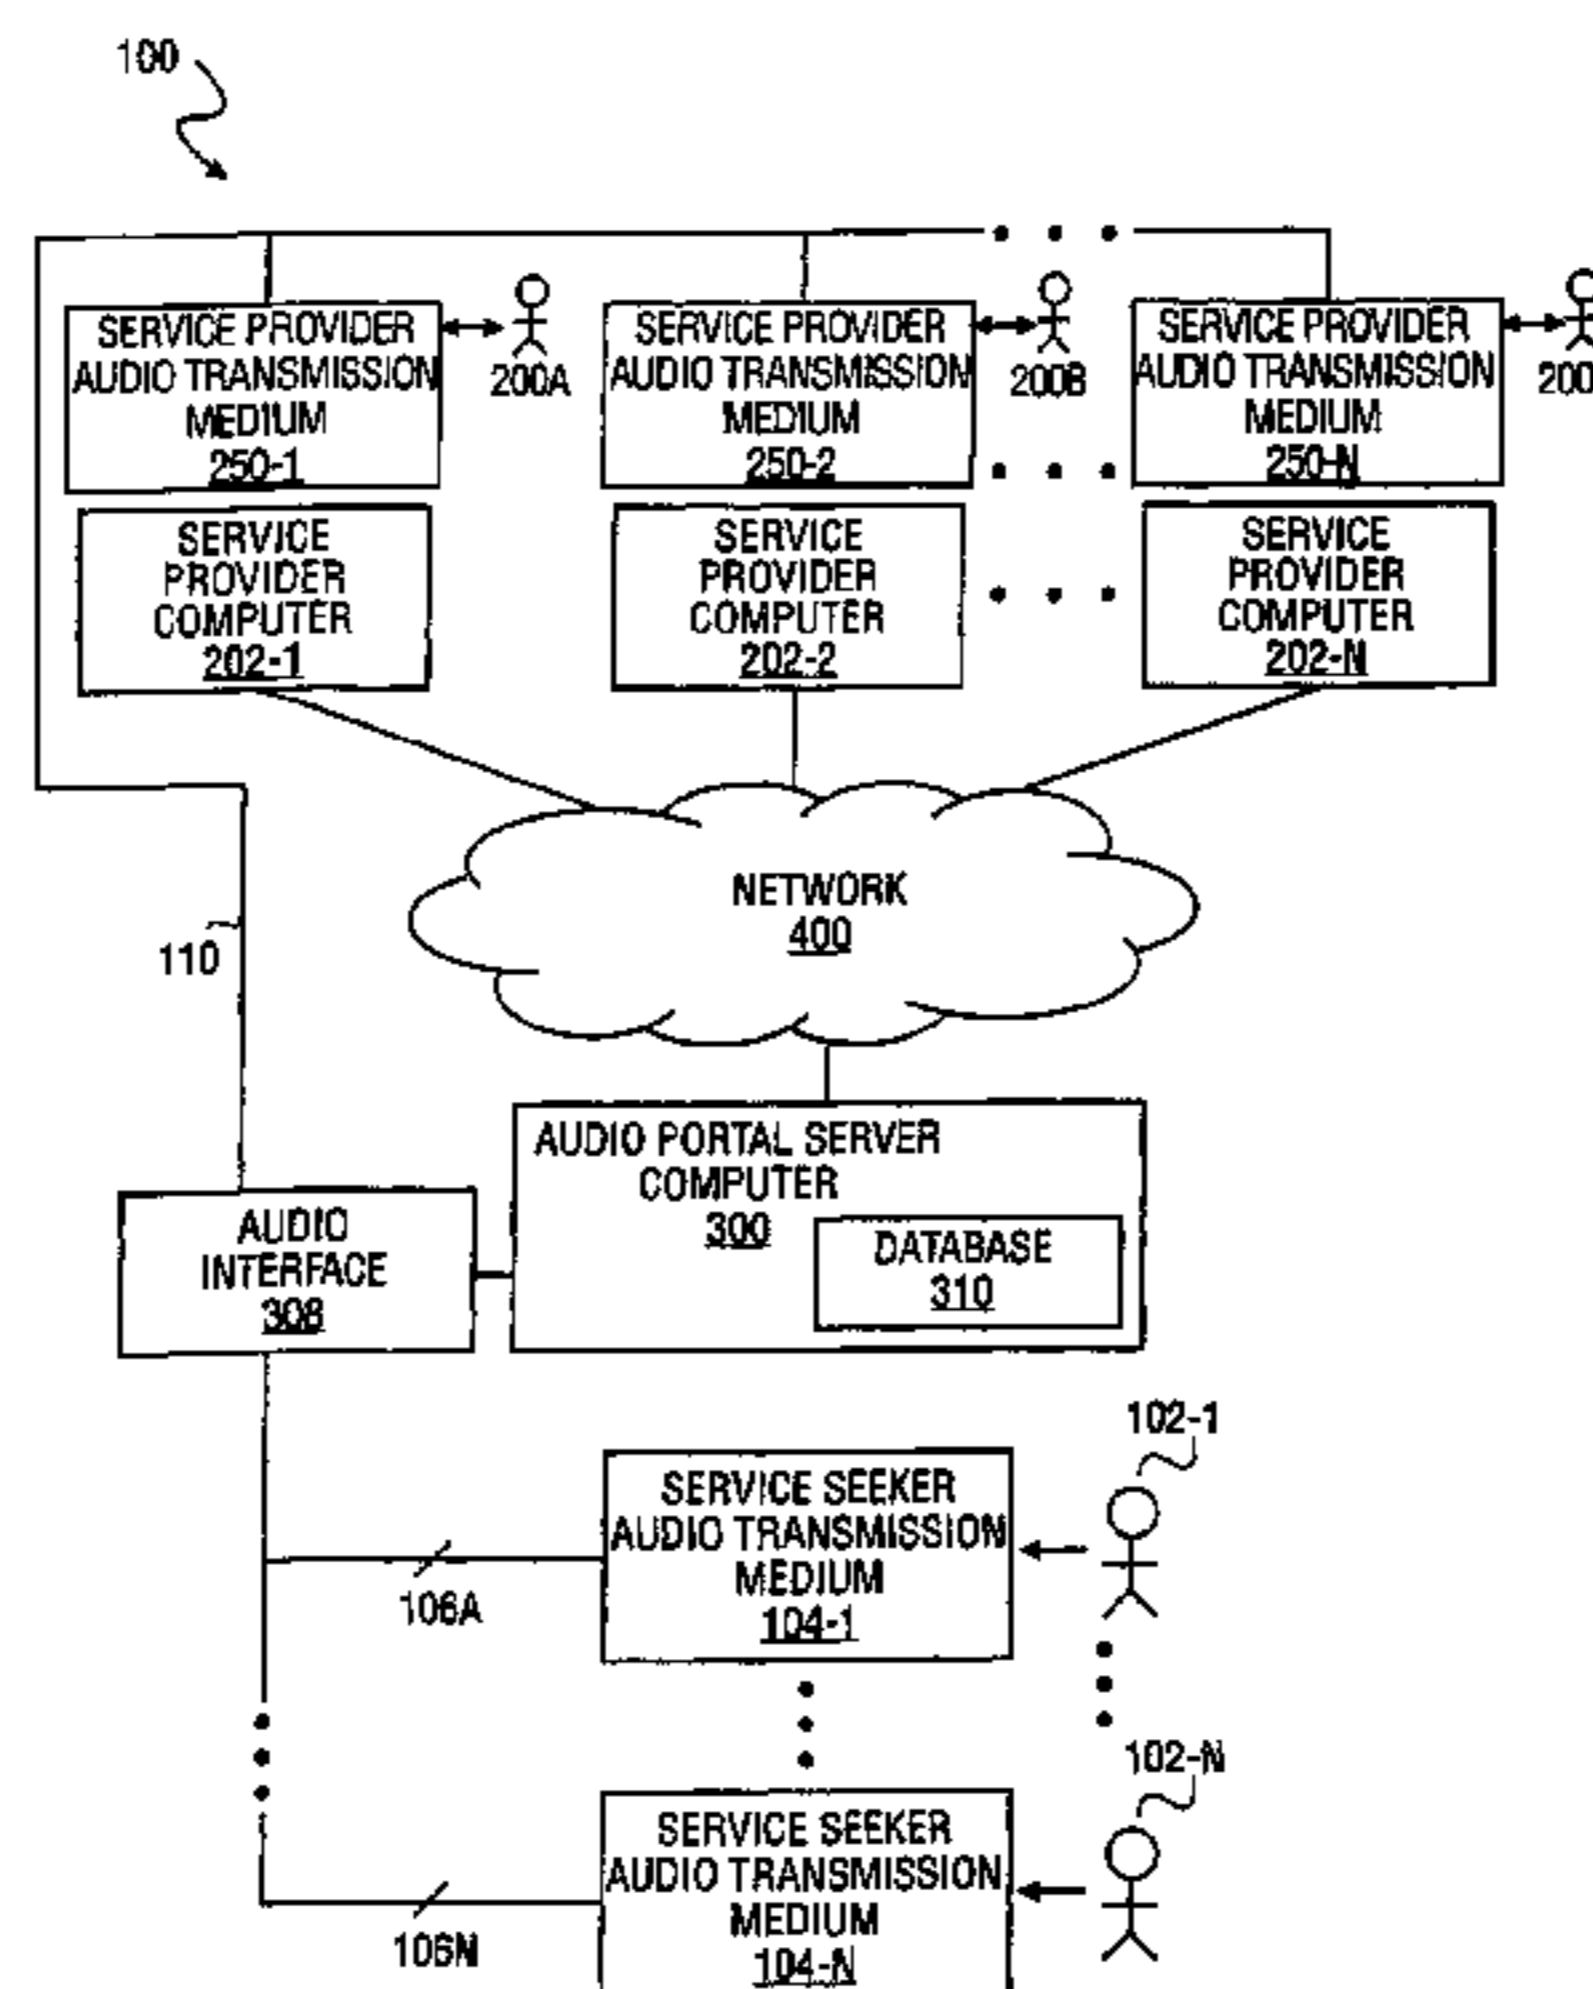 100
SERVICE PROVIDER
AUDIO TRANSMISSION
MEDIUM
250-1
200A
SERVICE PROVIDER
AUDIO TRANSMISSION
MEDIUM
250-2
200B
SERVICE PROVIDER
AUDIO TRANSMISSION
MEDIUM
250-N
200
SERVICE
PROVIDER
COMPUTER
202-1
SERVICE
PROVIDER
COMPUTER
202-2
SERVICE
PROVIDER
COMPUTER
202-N
NETWORK
400
110
AUDIO PORTAL SERVER
COMPUTER
300
DATABASE
310
AUDIO
INTERFACE
308
102-1
SERVICE SEEKER
AUDIO TRANSMISSION
MEDIUM
104-1
106A
102-N
SERVICE SEEKER
AUDIO TRANSMISSION
MEDIUM
104-N
106N